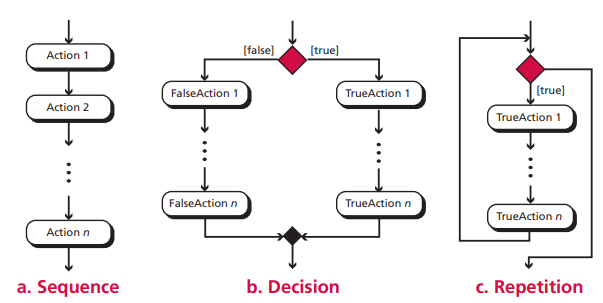 Action 1
Action 2
Action n
a. Sequence
[false] [true]
FalseAction 1
TrueAction 1
FalseAction n
TrueAction n
b. Decision
[true]
TrueAction 1
TrueAction n
c. Repetition